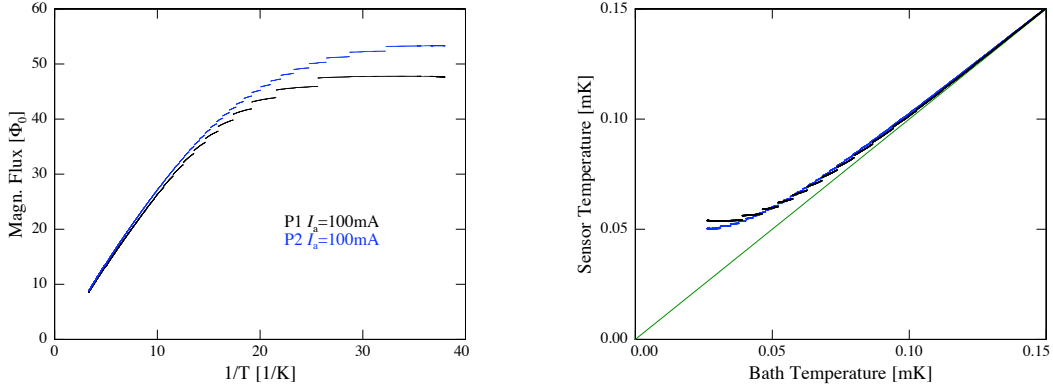 60
50
40
30
20
10
0
Magn. Flux [Φ₀]
P1 Iₐ=100mA
P2 Iₐ=100mA
0 10 20 30 40
1/T [1/K]
0.15
0.10
0.05
0.00
Sensor Temperature [mK]
0.00 0.05 0.10 0.15
Bath Temperature [mK]